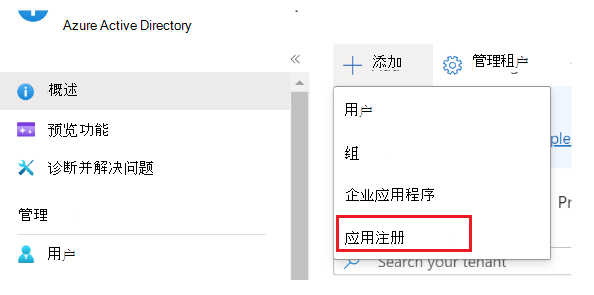 Azure Active Directory
概述
预览功能
诊断并解决问题
管理
用户
添加
管理租户
用户
组
企业应用程序
应用注册
ple
Pr
Search your tenant